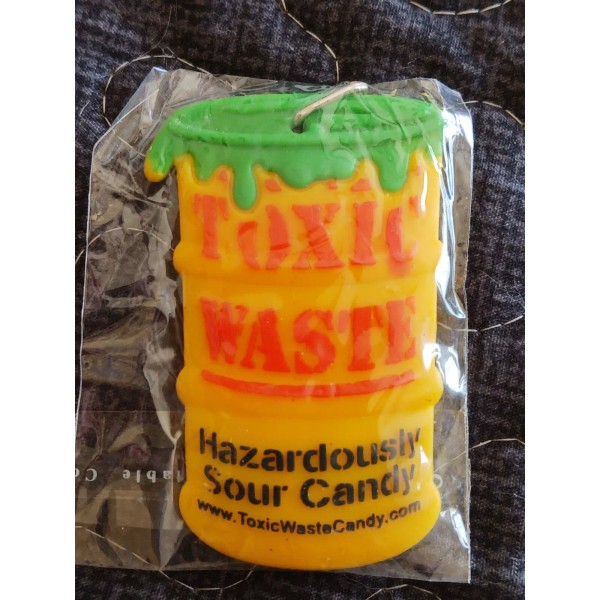 TOXIC
WASTE
Hazardously
Sour Candy
www.ToxicWasteCandy.com